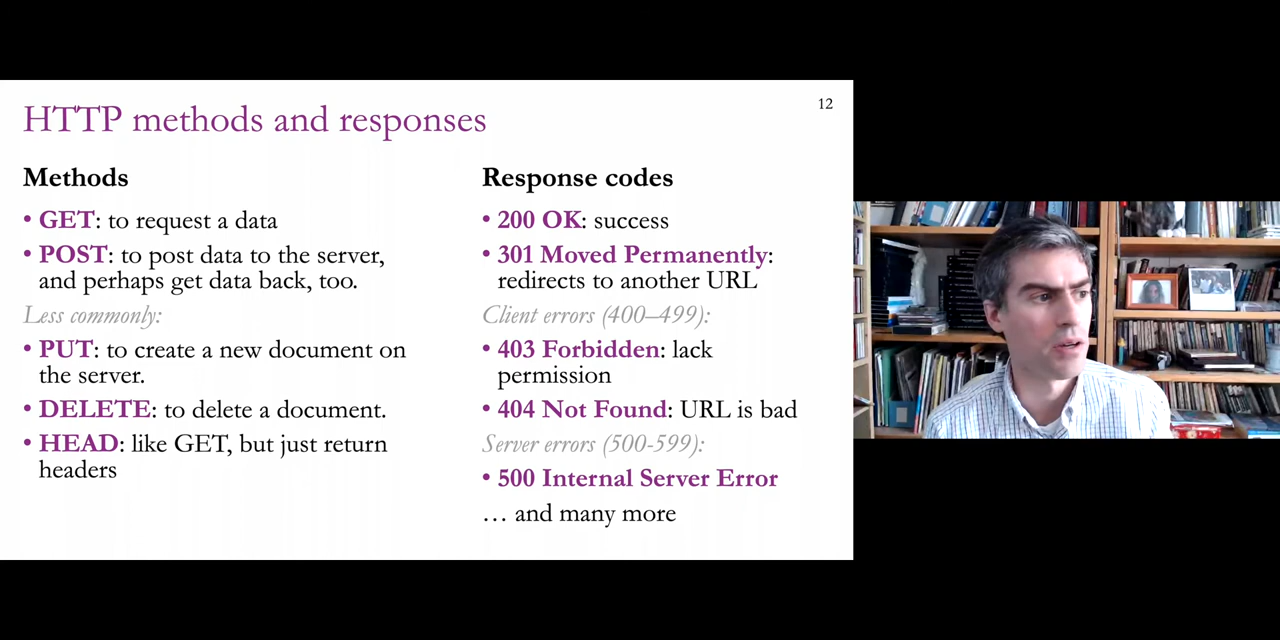 HTTP methods and responses
12
Methods
• GET: to request a data
• POST: to post data to the server,
and perhaps get data back, too.
Less commonly:
• PUT: to create a new document on
the server.
• DELETE: to delete a document.
• HEAD: like GET, but just return
headers
Response codes
• 200 OK: success
• 301 Moved Permanently:
redirects to another URL
Client errors (400–499):
• 403 Forbidden: lack
permission
• 404 Not Found: URL is bad
Server errors (500-599):
• 500 Internal Server Error
… and many more